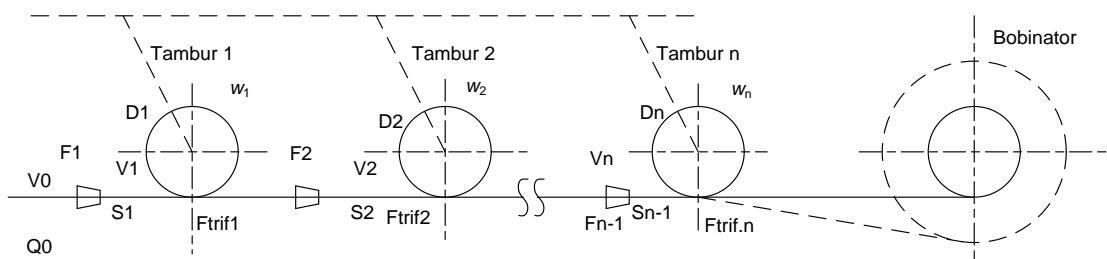 Tambur 1
Tambur 2
Tambur n
Bobinator
w1
w2
wn
D1
D2
Dn
F1
F2
V0
V1
V2
Vn
S1
Ftrif1
S2
Ftrif2
Fn-1
Sn-1
Ftrif.n
Q0